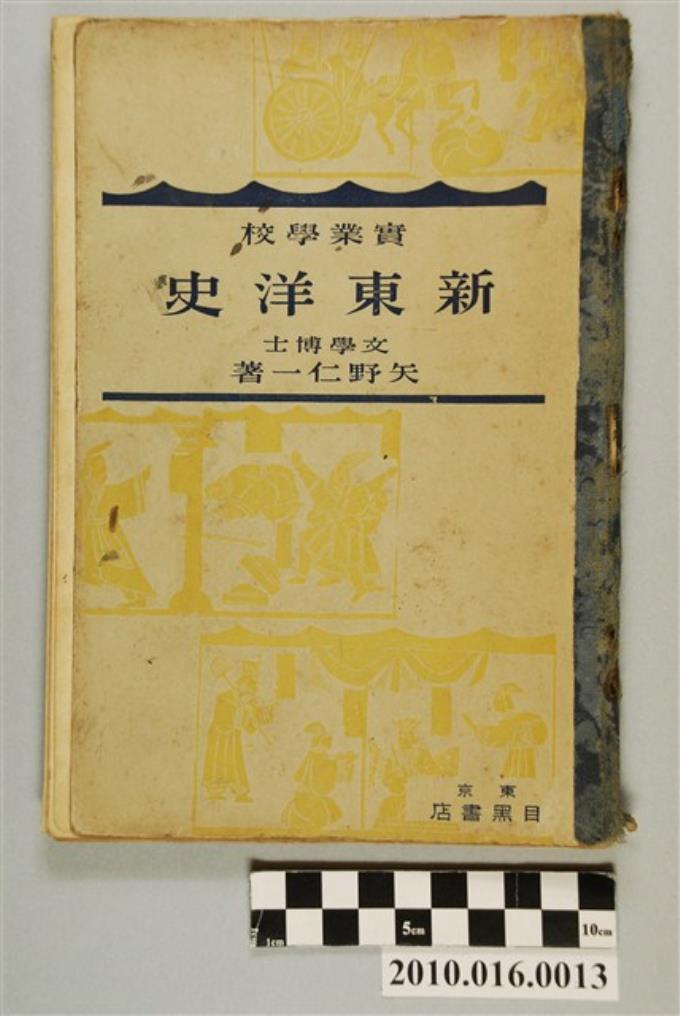 實業學校
新東洋史
文學博士
矢野仁一著
東京
目黑書店
1cm
5cm
10cm
2010.016.0013